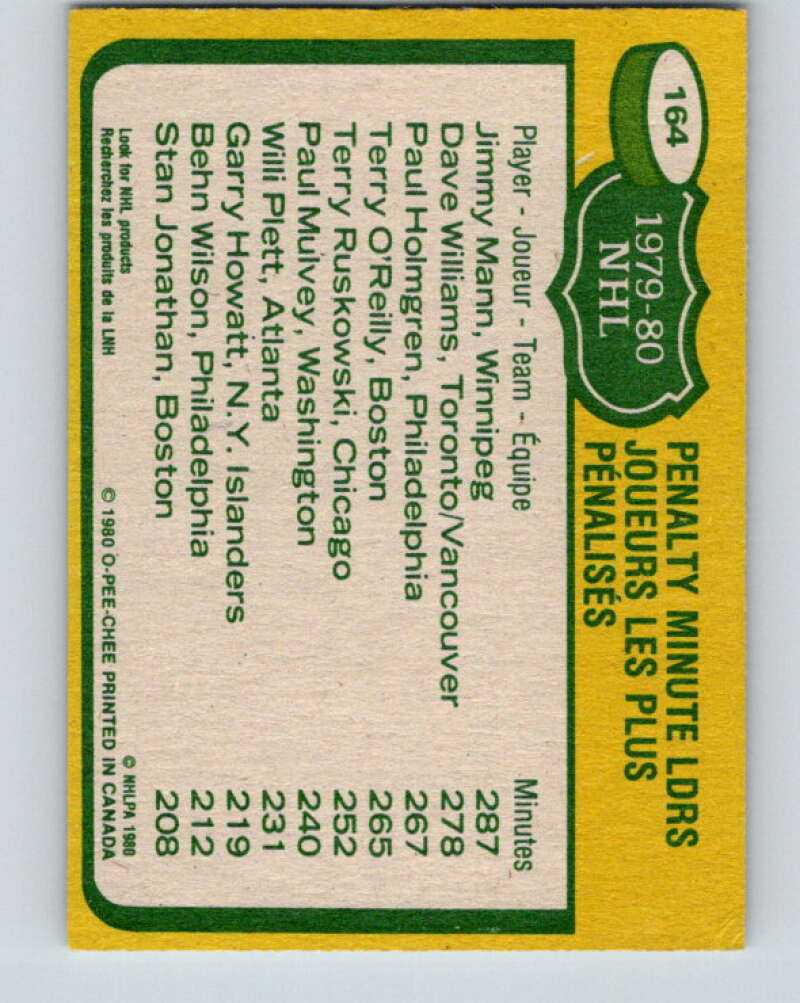 164
1979-80
NHL
PENALTY MINUTE LDRS
JOUEURS LES PLUS
PÉNALISÉS
Player - Joueur - Team - Équipe Minutes
Jimmy Mann, Winnipeg 287
Dave Williams, Toronto/Vancouver 278
Paul Holmgren, Philadelphia 267
Terry O'Reilly, Boston 265
Terry Ruskowski, Chicago 252
Paul Mulvey, Washington 240
Willi Plett, Atlanta 231
Garry Howatt, N.Y. Islanders 219
Behn Wilson, Philadelphia 212
Stan Jonathan, Boston 208
Look for NHL products © NHLPA 1980
Recherchez les produits de la LNH © 1980 O-PEE-CHEE PRINTED IN CANADA